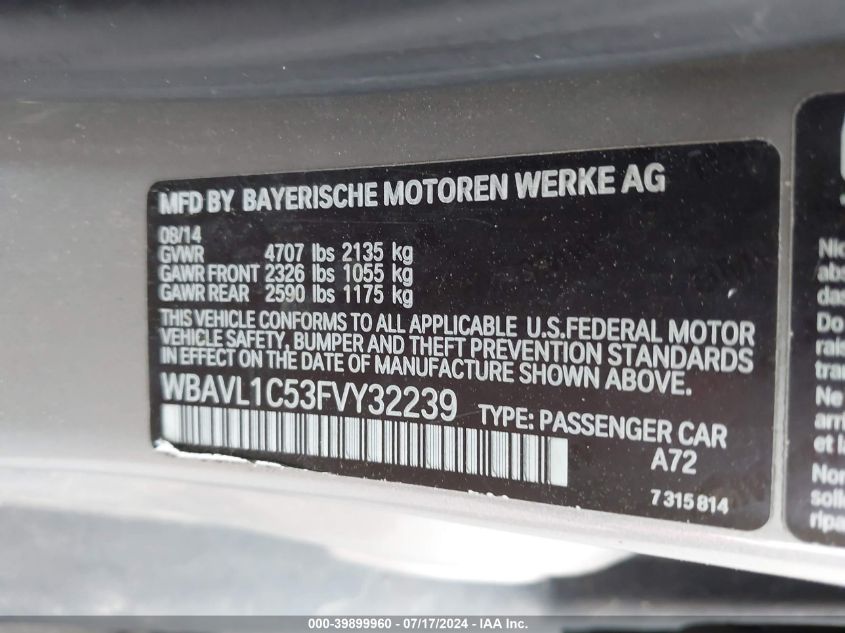 MFD BY BAYERISCHE MOTOREN WERKE AG
08/14
GVWR 4707 lbs 2135 kg
GAWR FRONT 2326 lbs 1055 kg
GAWR REAR 2590 lbs 1175 kg
THIS VEHICLE CONFORMS TO ALL APPLICABLE U.S.FEDERAL MOTOR
VEHICLE SAFETY, BUMPER AND THEFT PREVENTION STANDARDS
IN EFFECT ON THE DATE OF MANUFACTURE SHOWN ABOVE.
WBAVL1C53FVY32239 TYPE: PASSENGER CAR
A72
7 315 814
Do
Ne
et
000-39899960 - 07/17/2024 - IAA Inc.